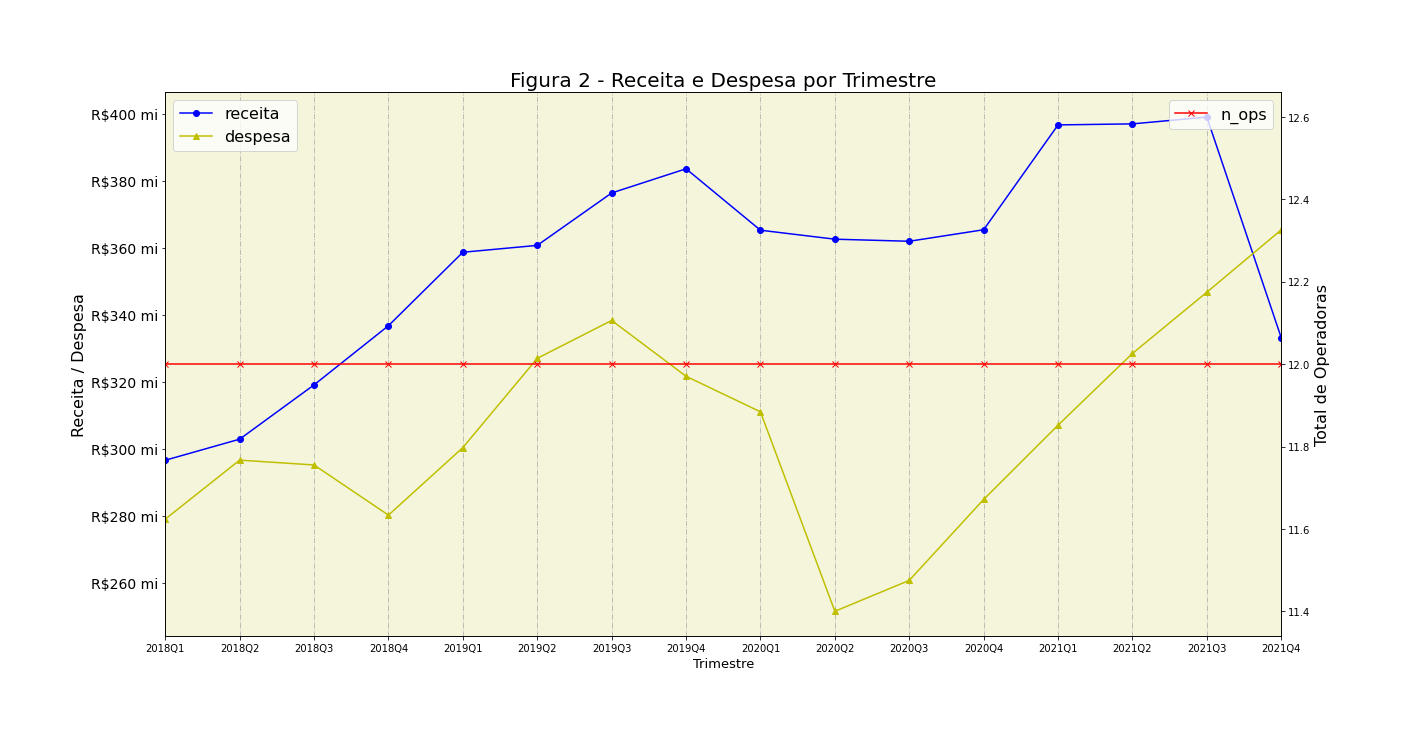 Figura 2 - Receita e Despesa por Trimestre
receita
despesa
n_ops
Receita / Despesa
R$400 mi
R$380 mi
R$360 mi
R$340 mi
R$320 mi
R$300 mi
R$280 mi
R$260 mi
12.6
12.4
12.2
12.0
11.8
11.6
11.4
Total de Operadoras
2018Q1 2018Q2 2018Q3 2018Q4 2019Q1 2019Q2 2019Q3 2019Q4 2020Q1 2020Q2 2020Q3 2020Q4 2021Q1 2021Q2 2021Q3 2021Q4
Trimestre